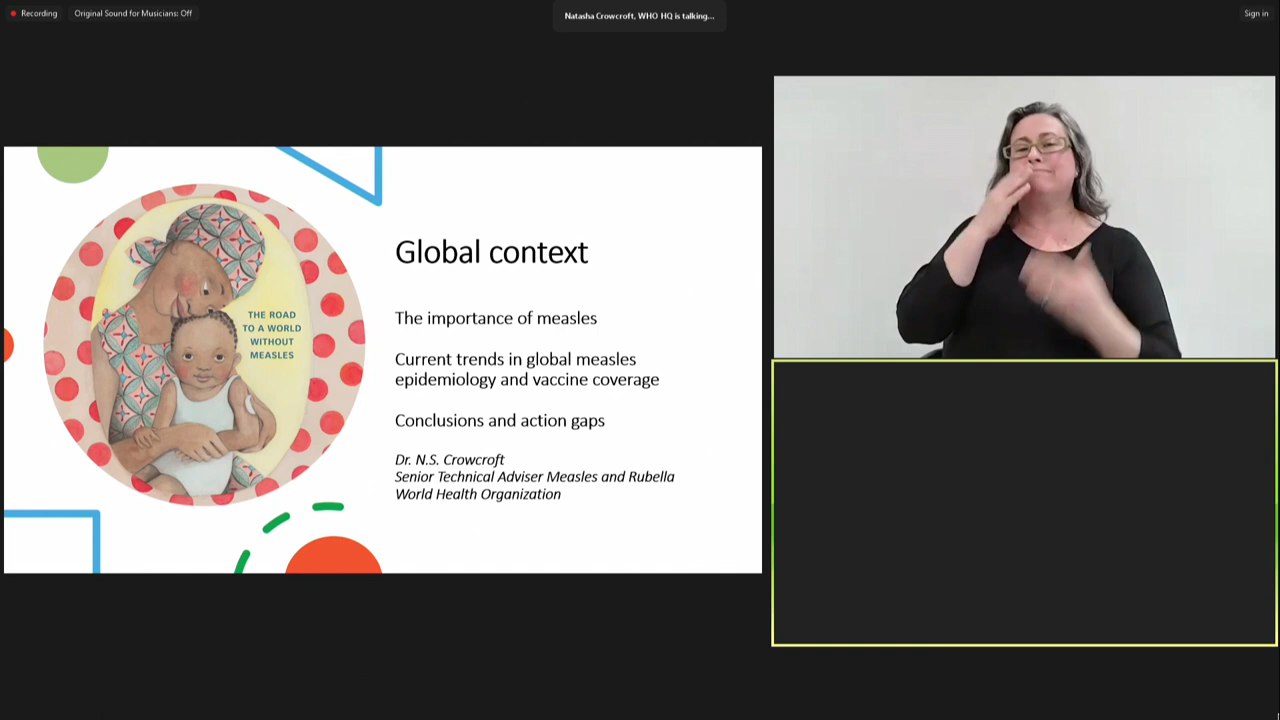 Recording
Original Sound for Musicians: Off
Natasha Crowcroft, WHO HQ is talking...
Sign in
THE ROAD
TO A WORLD
WITHOUT
MEASLES
Global context
The importance of measles
Current trends in global measles
epidemiology and vaccine coverage
Conclusions and action gaps
Dr. N.S. Crowcroft
Senior Technical Adviser Measles and Rubella
World Health Organization